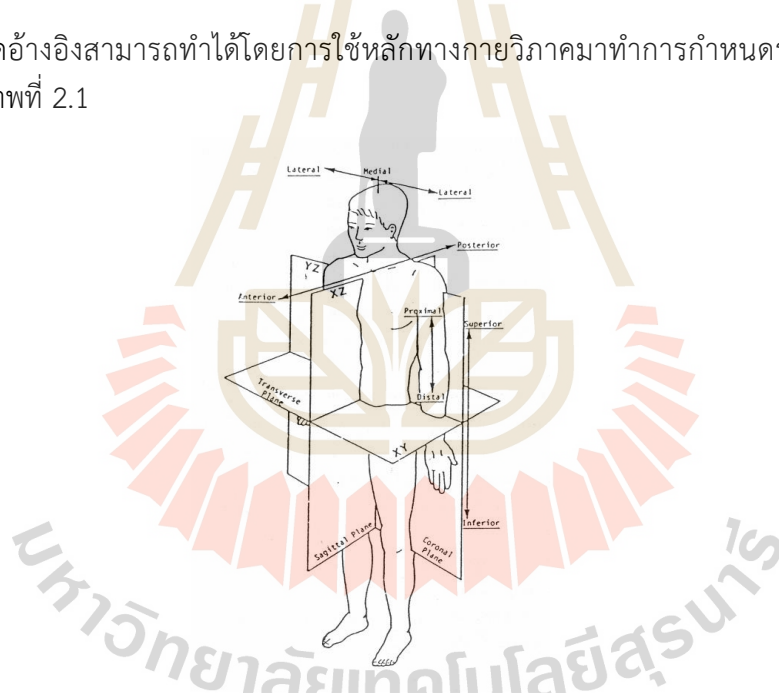 อ้างอิงสามารถทำได้โดยการใช้หลักทางกายวิภาคมาทำการกำหนด
พที่ 2.1
Lateral
Medial
Lateral
Posterior
YZ
XZ
Anterior
Proximal
Superior
Transverse
Plane
Distal
XY
Inferior
Sagittal Plane
Coronal
Plane
มหาวิทยาลัยเทคโนโลยีสุรนารี